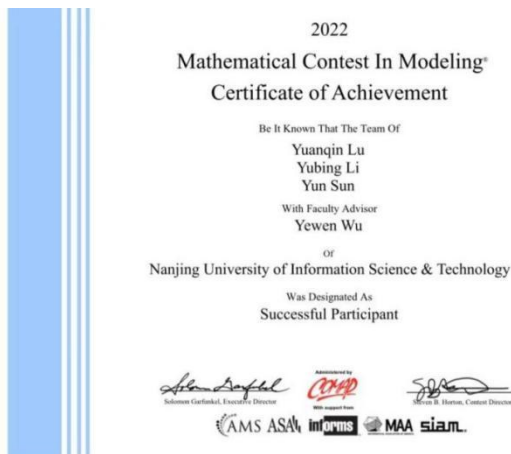 2022
Mathematical Contest In Modeling®
Certificate of Achievement
Be It Known That The Team Of
Yuanqin Lu
Yubing Li
Yun Sun
With Faculty Advisor
Yewen Wu
Of
Nanjing University of Information Science & Technology
Was Designated As
Successful Participant
Administered by
COMAP
Solomon Garfunkel, Executive Director
Steven B. Horton, Contest Director
With support from
AMS ASA informs MAA siam